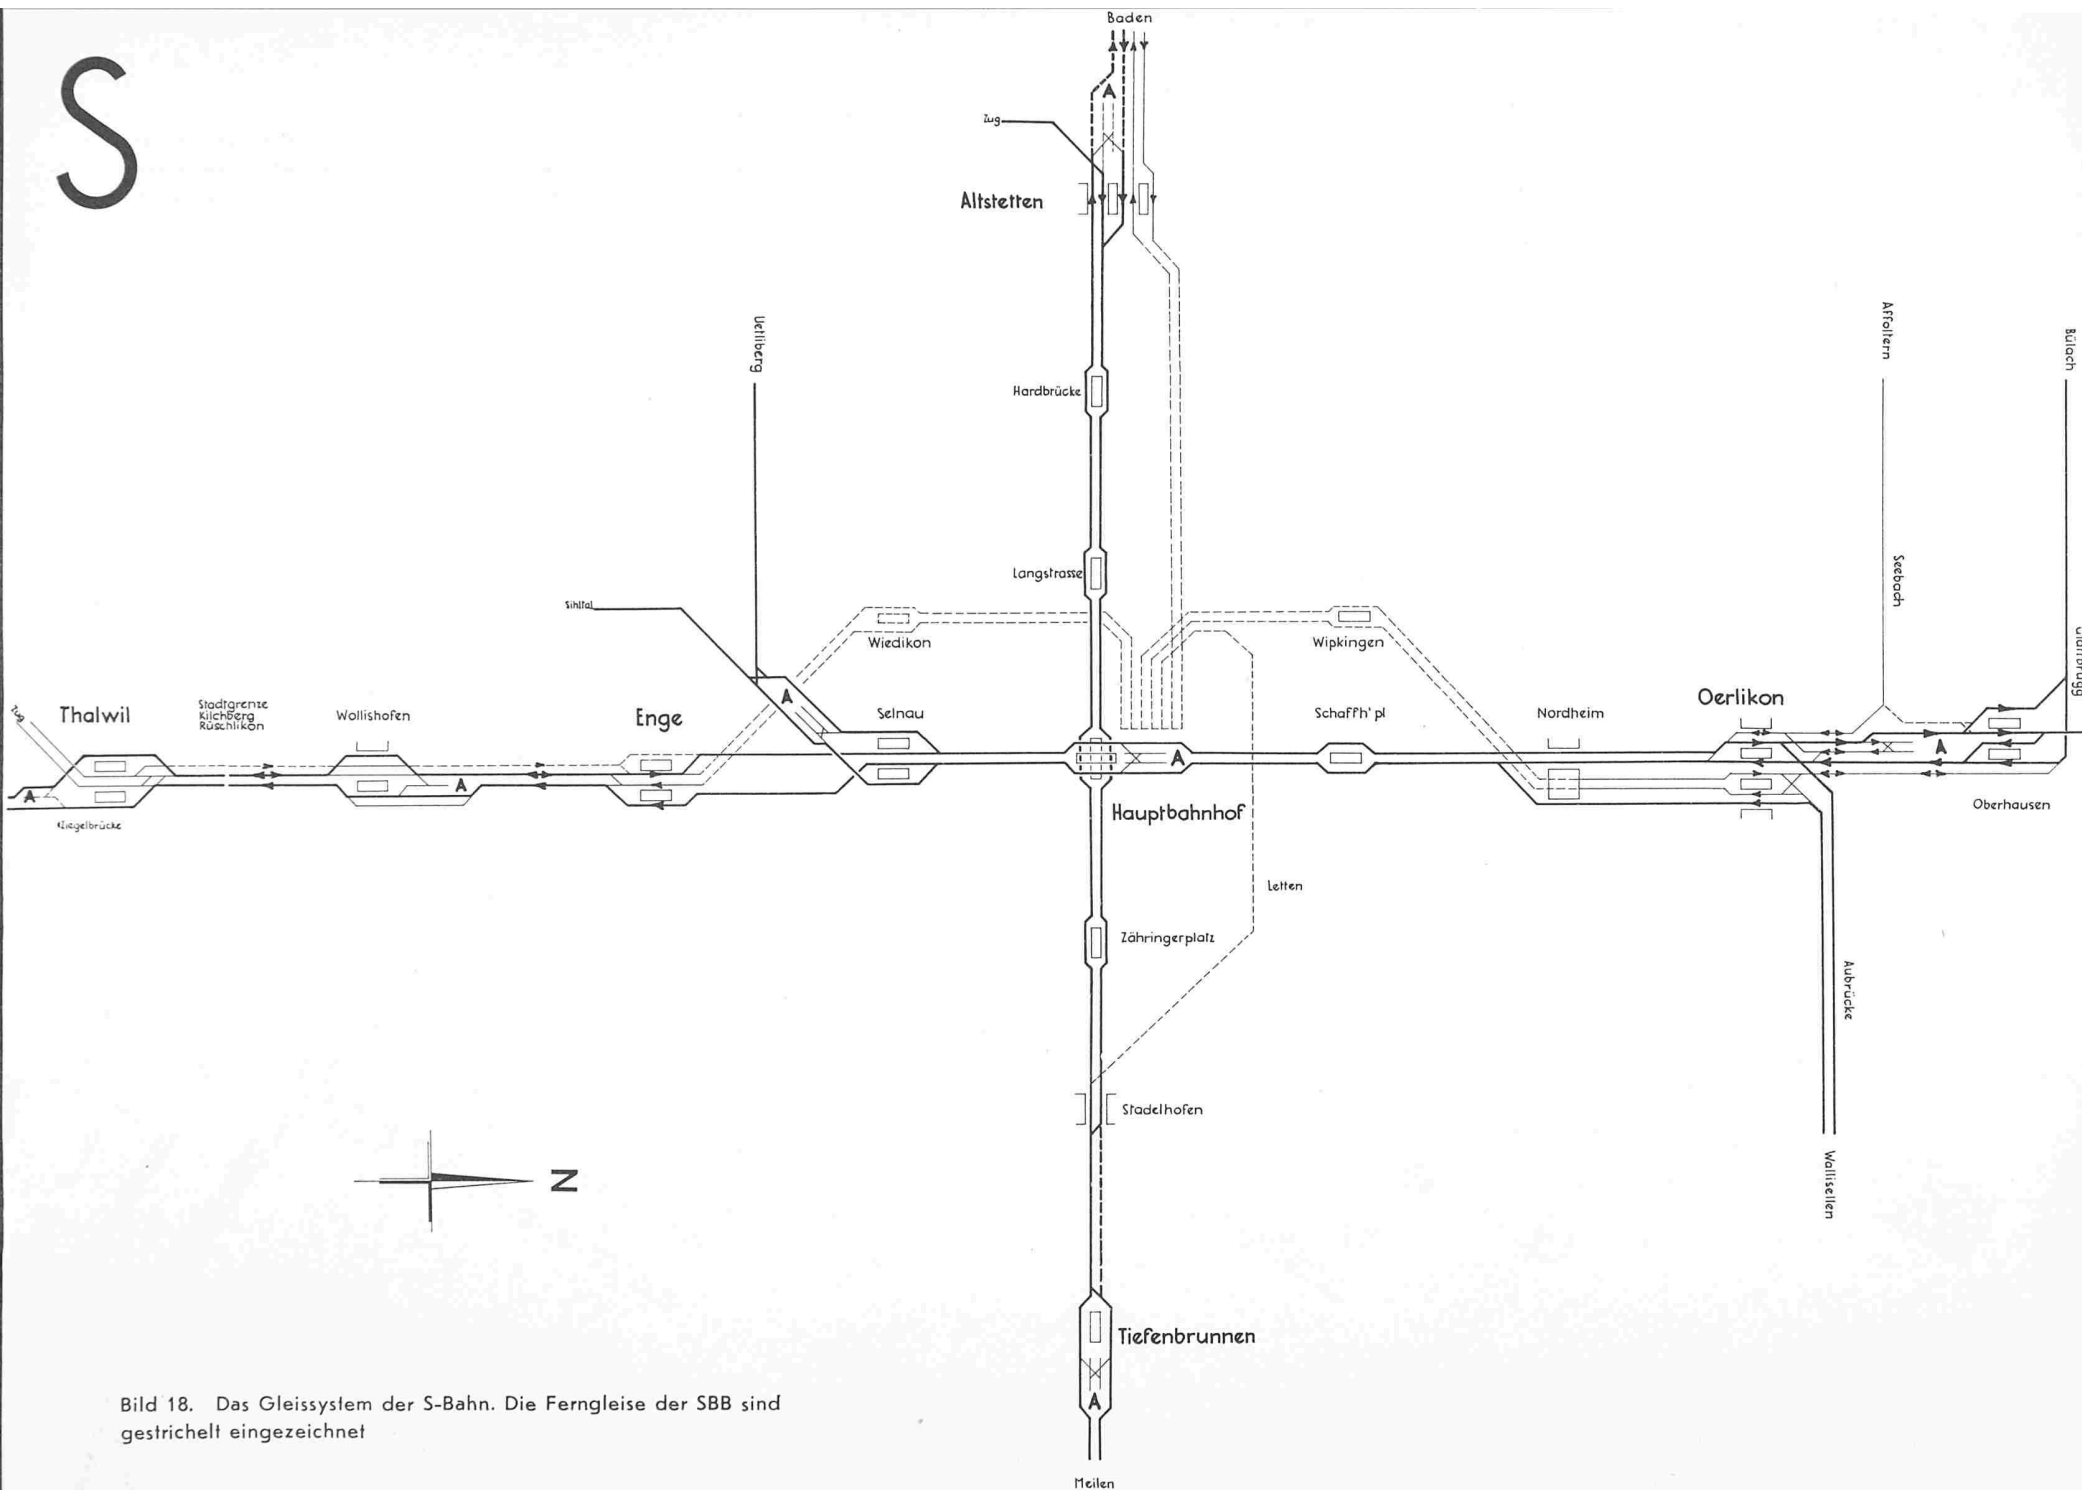 S
Baden
A
Zug
Altstetten
Affoltern
Bülach
Uetliberg
Hardbrücke
Langstrasse
Seebach
Sihltal
Wiedikon
Wipkingen
A
Zug
Thalwil
Stadtgrenze
Kilchberg
Rüschlikon
Wollishofen
Enge
Selnau
Schaffh' pl
Nordheim
Oerlikon
A
A
A
A
Ziegelbrücke
Hauptbahnhof
Oberhausen
Letten
Zähringerplatz
Aubrücke
Stadelhofen
N
Wallisellen
Tiefenbrunnen
A
Bild 18. Das Gleissystem der S-Bahn. Die Ferngleise der SBB sind
gestrichelt eingezeichnet
Meilen